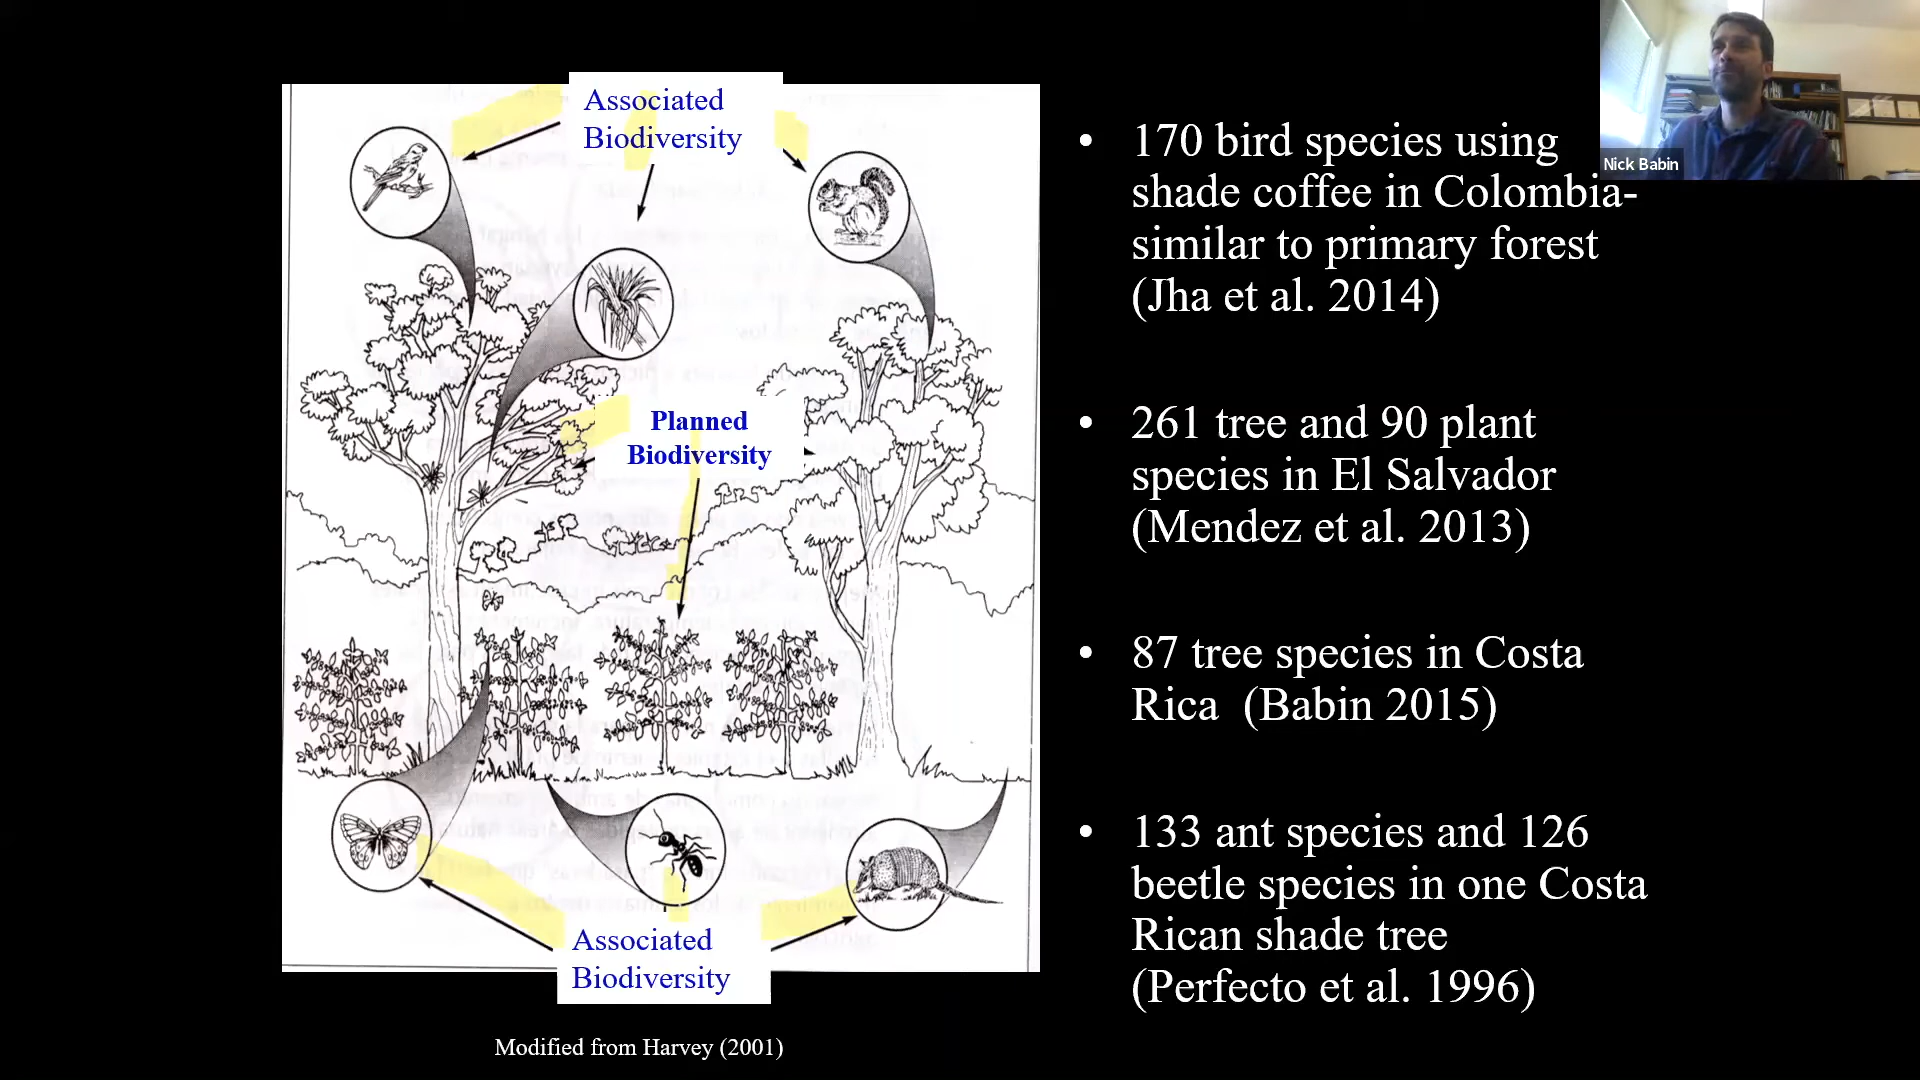 Associated
Biodiversity
Planned
Biodiversity
Associated
Biodiversity
Modified from Harvey (2001)
• 170 bird species using
shade coffee in Colombia-
similar to primary forest
(Jha et al. 2014)
• 261 tree and 90 plant
species in El Salvador
(Mendez et al. 2013)
• 87 tree species in Costa
Rica (Babin 2015)
• 133 ant species and 126
beetle species in one Costa
Rican shade tree
(Perfecto et al. 1996)
Nick Babin